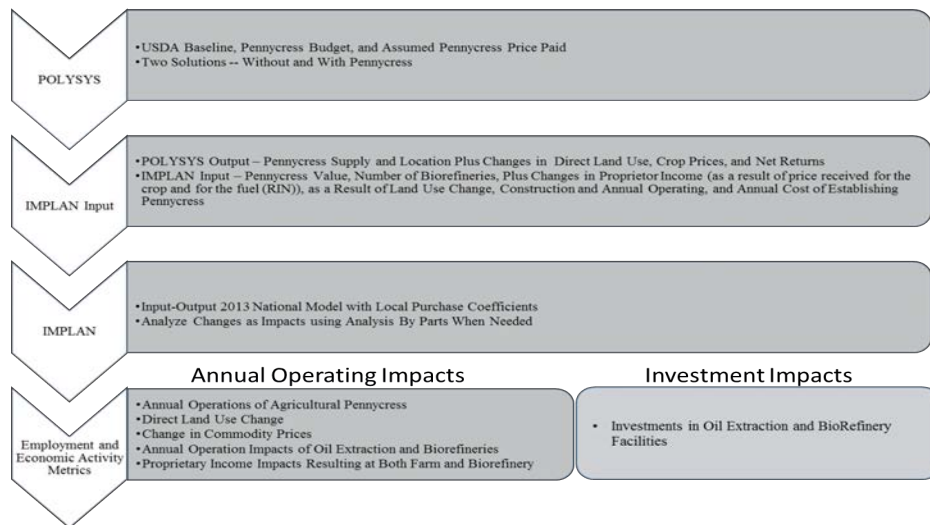 POLYSYS
•USDA Baseline, Pennycress Budget, and Assumed Pennycress Price Paid
•Two Solutions -- Without and With Pennycress
IMPLAN Input
•POLYSYS Output – Pennycress Supply and Location Plus Changes in Direct Land Use, Crop Prices, and Net Returns
•IMPLAN Input – Pennycress Value, Number of Biorefineries, Plus Changes in Proprietor Income (as a result of price received for the
crop and for the fuel (RIN)), as a Result of Land Use Change, Construction and Annual Operating, and Annual Cost of Establishing
Pennycress
IMPLAN
•Input-Output 2013 National Model with Local Purchase Coefficients
•Analyze Changes as Impacts using Analysis By Parts When Needed
Annual Operating Impacts
Investment Impacts
Employment and
Economic Activity
Metrics
•Annual Operations of Agricultural Pennycress
•Direct Land Use Change
•Change in Commodity Prices
•Annual Operation Impacts of Oil Extraction and Biorefineries
•Proprietary Income Impacts Resulting at Both Farm and Biorefinery
• Investments in Oil Extraction and BioRefinery
Facilities